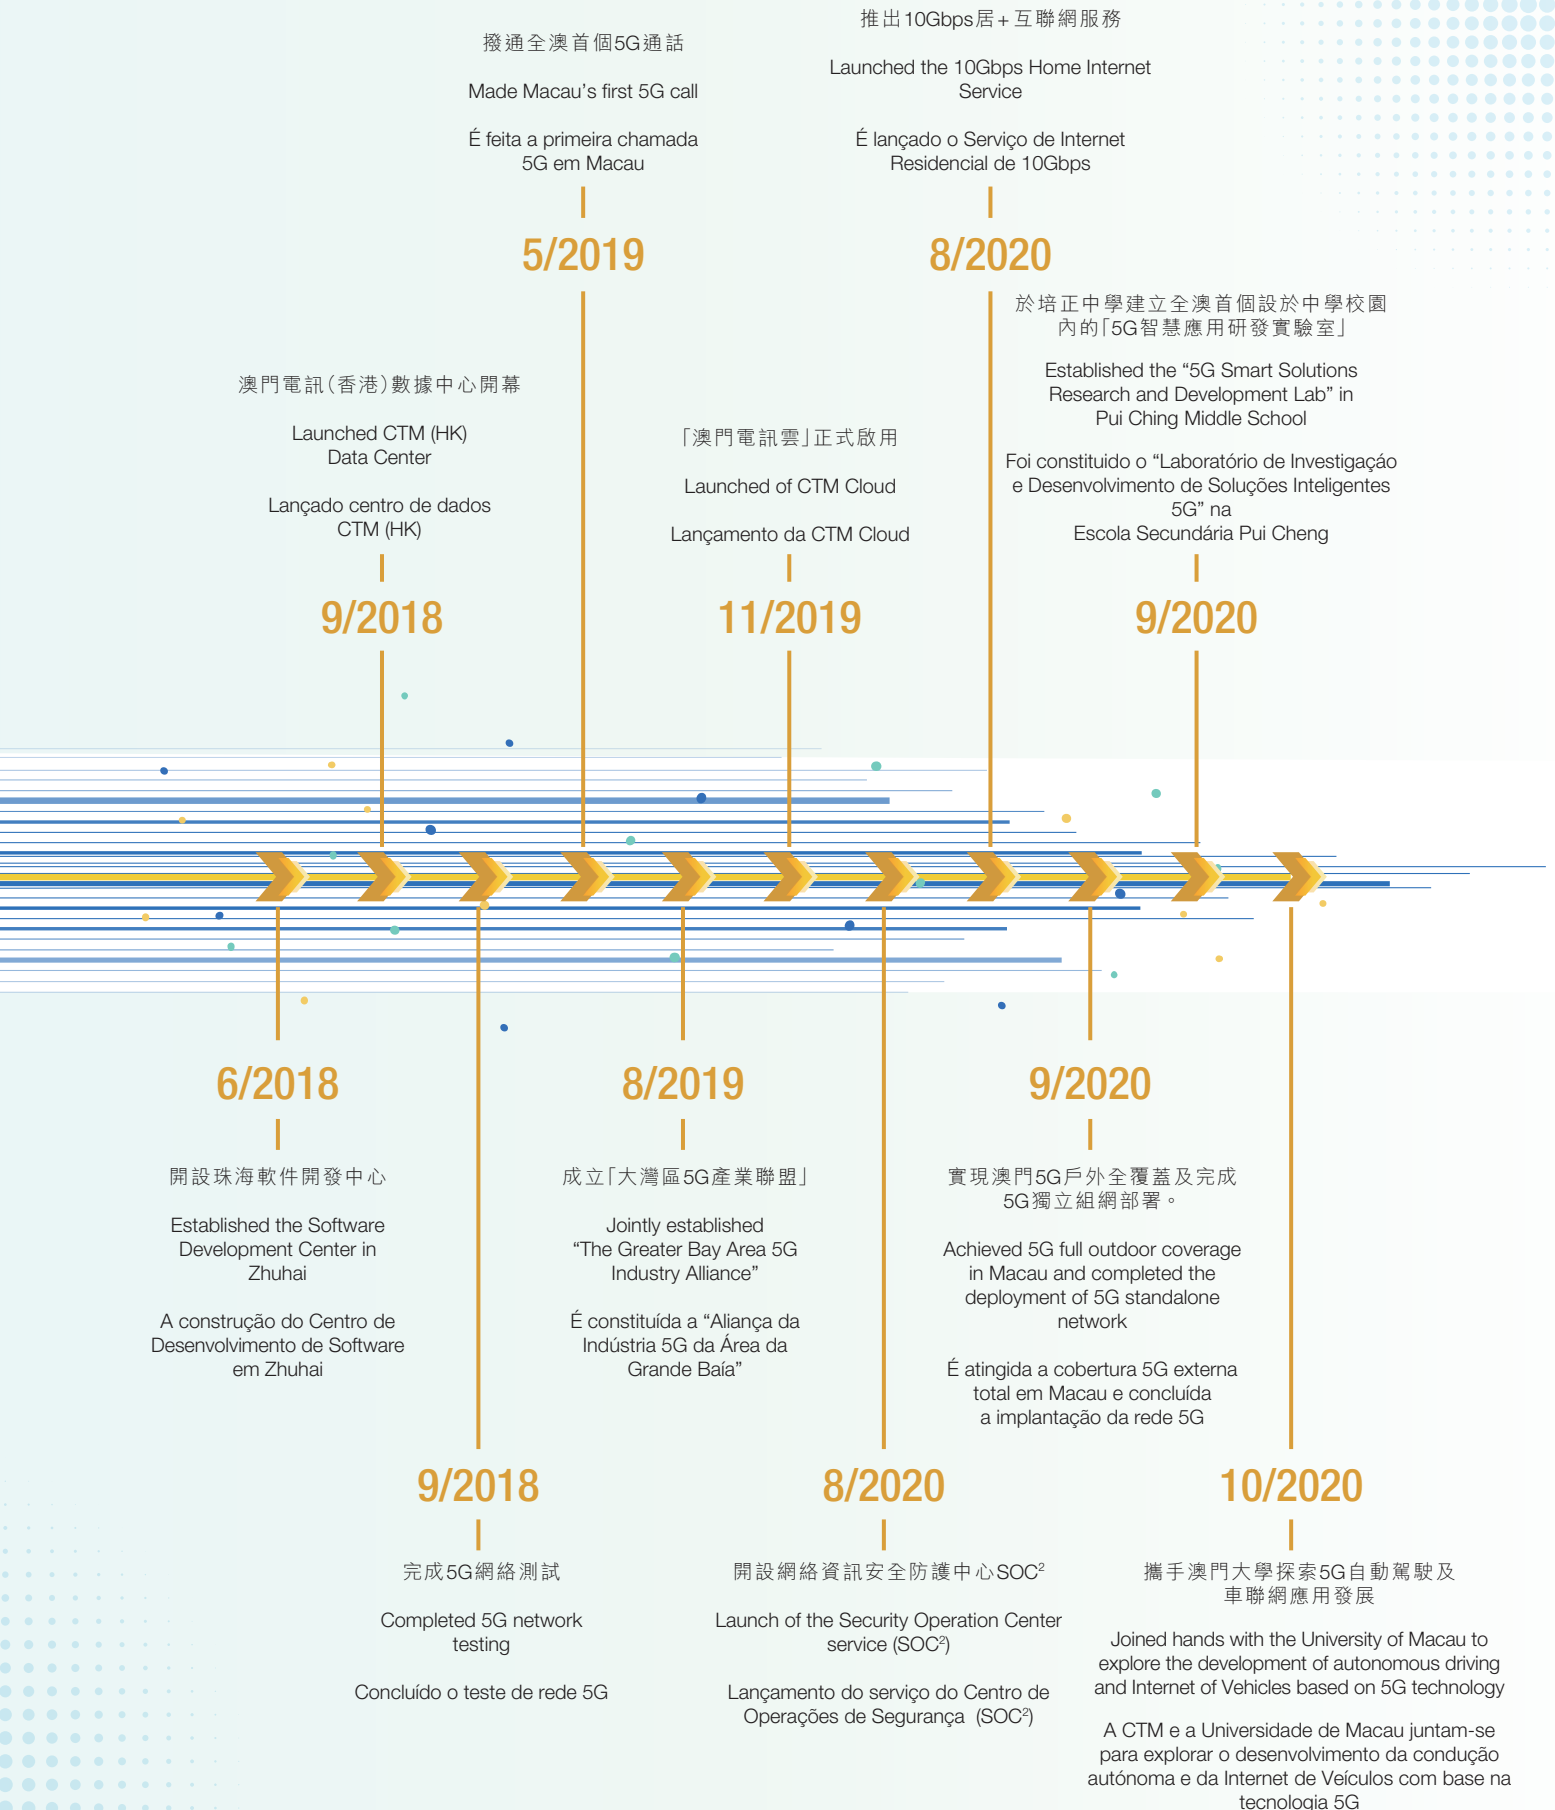 撥通全澳首個5G通話
Made Macau's first 5G call
É feita a primeira chamada
5G em Macau
5/2019
推出10Gbps居+互聯網服務
Launched the 10Gbps Home Internet
Service
É lançado o Serviço de Internet
Residencial de 10Gbps
8/2020
澳門電訊(香港)數據中心開幕
Launched CTM (HK)
Data Center
Lançado centro de dados
CTM (HK)
9/2018
「澳門電訊雲」正式啟用
Launched of CTM Cloud
Lançamento da CTM Cloud
11/2019
於培正中學建立全澳首個設於中學校園
內的「5G智慧應用研發實驗室」
Established the “5G Smart Solutions
Research and Development Lab” in
Pui Ching Middle School
Foi constituido o “Laboratório de Investigaçáo
e Desenvolvimento de Soluções Inteligentes
5G” na
Escola Secundária Pui Cheng
9/2020
6/2018
開設珠海軟件開發中心
Established the Software
Development Center in
Zhuhai
A construção do Centro de
Desenvolvimento de Software
em Zhuhai
8/2019
成立「大灣區5G產業聯盟」
Jointly established
“The Greater Bay Area 5G
Industry Alliance”
É constituída a “Aliança da
Indústria 5G da Área da
Grande Baía”
9/2020
實現澳門5G戶外全覆蓋及完成
5G獨立組網部署。
Achieved 5G full outdoor coverage
in Macau and completed the
deployment of 5G standalone
network
É atingida a cobertura 5G externa
total em Macau e concluída
a implantação da rede 5G
9/2018
完成5G網絡測試
Completed 5G network
testing
Concluído o teste de rede 5G
8/2020
開設網絡資訊安全防護中心SOC²
Launch of the Security Operation Center
service (SOC²)
Lançamento do serviço do Centro de
Operações de Segurança (SOC²)
10/2020
攜手澳門大學探索5G自動駕駛及
車聯網應用發展
Joined hands with the University of Macau to
explore the development of autonomous driving
and Internet of Vehicles based on 5G technology
A CTM e a Universidade de Macau juntam-se
para explorar o desenvolvimento da condução
autónoma e da Internet de Veículos com base na
tecnologia 5G